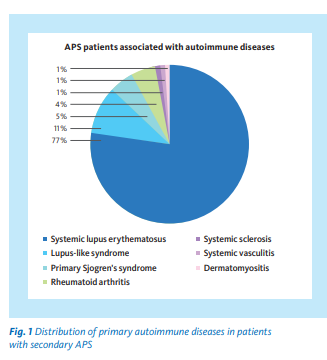 APS patients associated with autoimmune diseases
1%
1%
1%
4%
5%
11%
77%
Systemic lupus erythematosus
Lupus-like syndrome
Primary Sjogren's syndrome
Rheumatoid arthritis
Systemic sclerosis
Systemic vasculitis
Dermatomyositis
Fig. 1 Distribution of primary autoimmune diseases in patients
with secondary APS